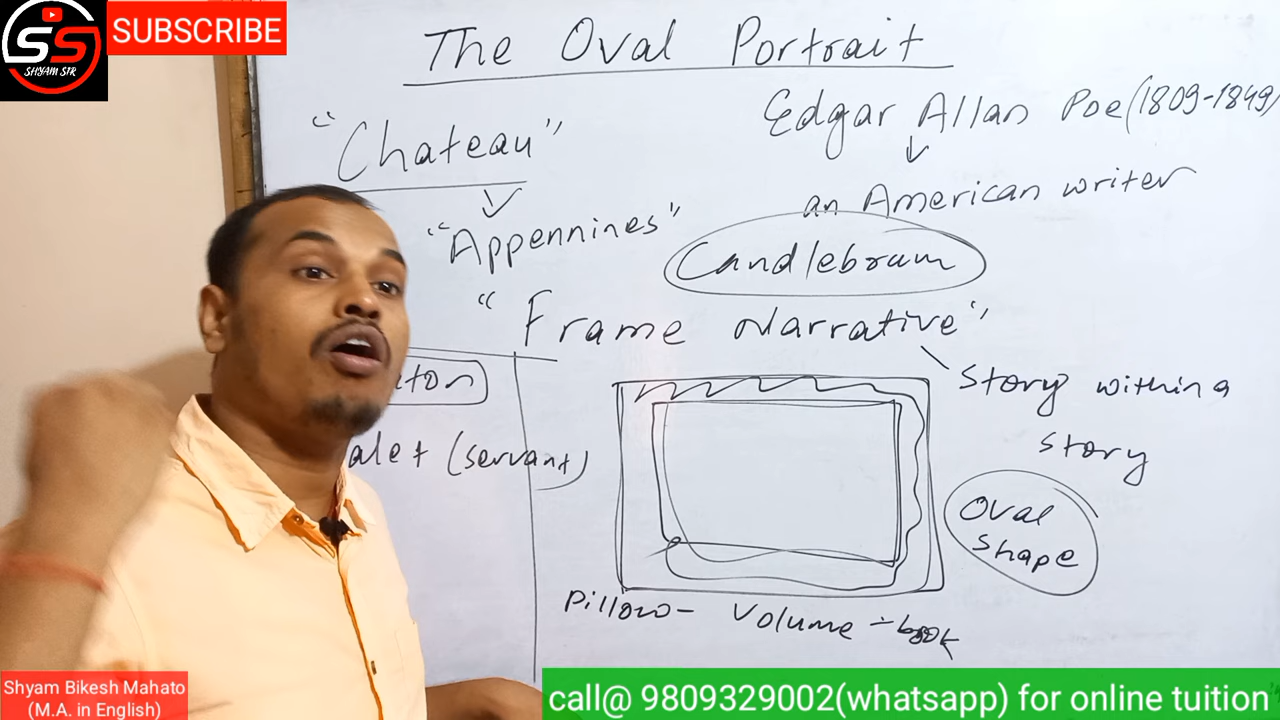 SS
SHYAM SIR
SUBSCRIBE
The Oval Portrait
Edgar Allan Poe (1809-1849)
an American writer
"Chateau"
"Appennines"
Candlebrum
"Frame Narrative"
Story within a
story
(servant)
Oval
shape
Pillow - Volume - book
Shyam Bikesh Mahato
(M.A. in English)
call@ 9809329002(whatsapp) for online tuition